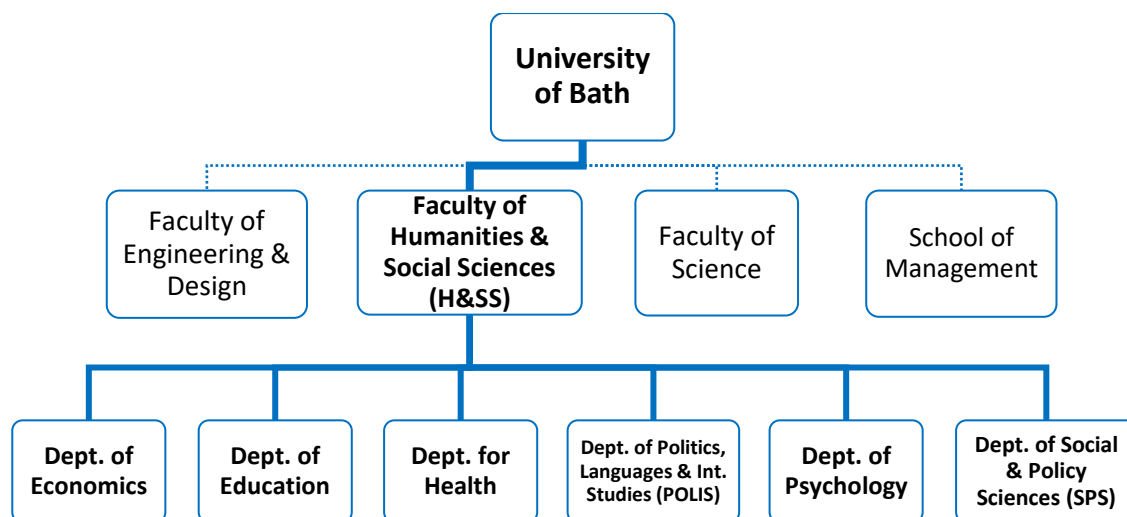 University
of Bath
Faculty of
Engineering &
Design
Faculty of
Humanities &
Social Sciences
(H&SS)
Faculty of
Science
School of
Management
Dept. of
Economics
Dept. of
Education
Dept. for
Health
Dept. of Politics,
Languages & Int.
Studies (POLIS)
Dept. of
Psychology
Dept. of Social
& Policy
Sciences (SPS)